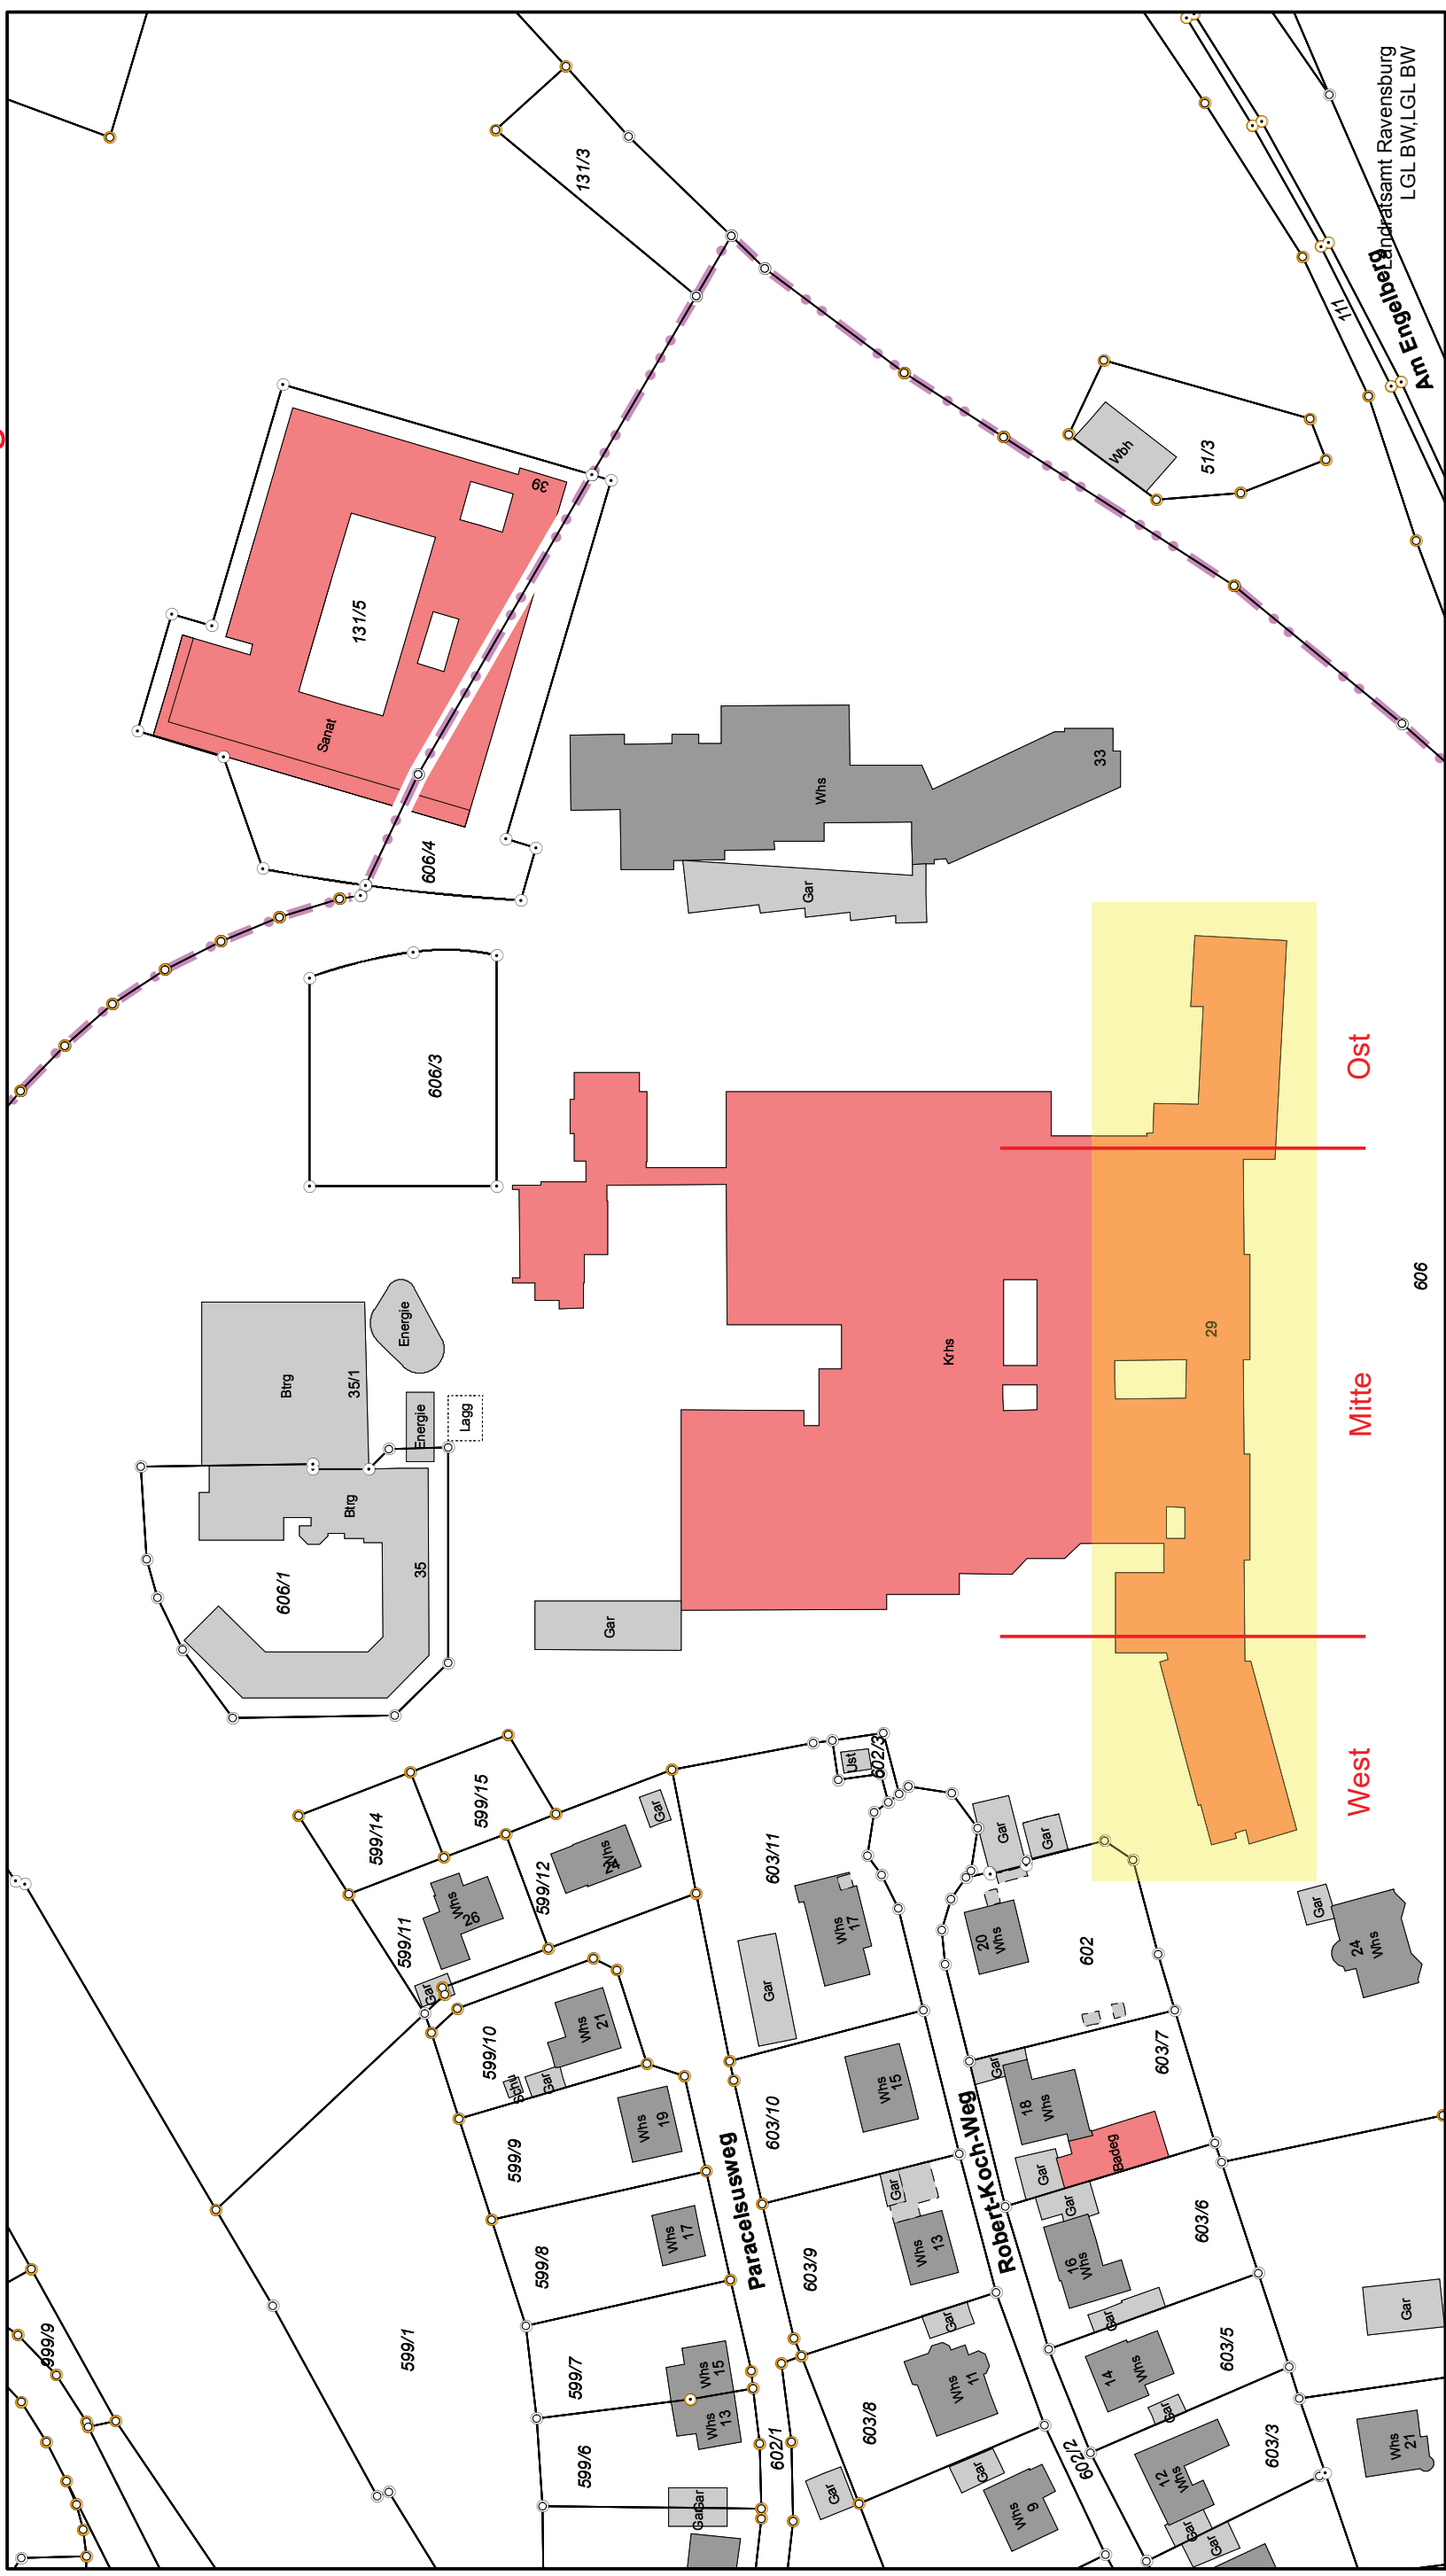 Landratsamt Ravensburg
LGL BW,LGL BW
131/3
111
Am Engelberg
Wbh
51/3
39
131/5
Sanat
606/4
Whs
33
Gar
606/3
Ost
Krhs
29
Mitte
606
West
Energie
Btrg
35/1
Energie
Lagg
Btrg
35
606/1
Gar
599/14
599/15
599/11
599/12
Whs
26
Whs
Gar
603/11
Ust
602/3
Gar
Gar
Whs
17
Gar
20
Whs
602
Gar
24
Whs
Gar
599/10
Whs
21
Schu
Gar
599/9
Whs
19
603/10
Whs
15
Gar
18
Whs
603/7
Badeg
Gar
Gar
Paracelsusweg
Robert-Koch-Weg
599/8
Whs
17
603/9
Gar
Whs
13
16
Whs
603/6
Gar
Gar
999/9
599/1
599/7
Whs
15
Whs
13
602/1
603/8
Gar
Whs
11
14
Whs
603/5
Gar
599/6
Gar
Gar
Gar
Gar
Whs
9
602/2
12
Whs
603/3
Gar
Gar
Whs
21